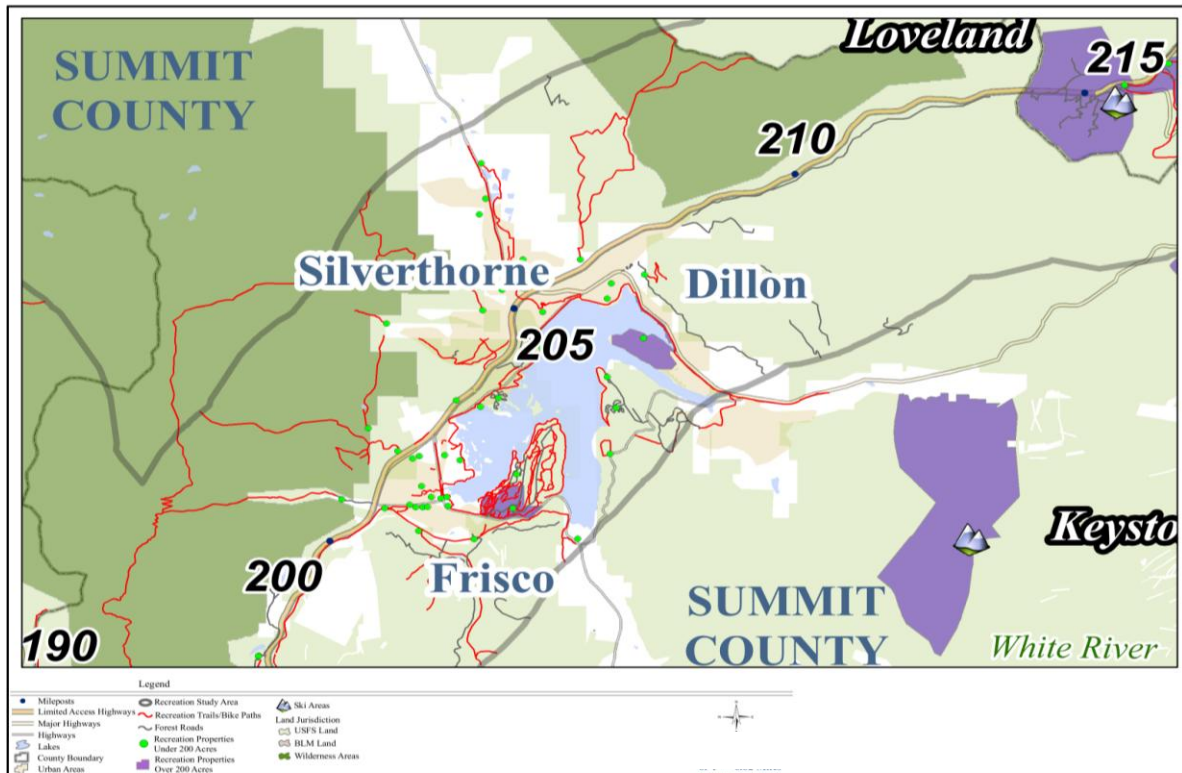 Loveland
SUMMIT
COUNTY
215
210
Silverthorne
Dillon
205
Keysto
200
Frisco
SUMMIT
COUNTY
190
White River
Legend
Mileposts
Limited Access Highways
Major Highways
Highways
Lakes
County Boundary
Urban Areas
Recreation Study Area
Recreation Trails/Bike Paths
Forest Roads
Recreation Properties
Under 200 Acres
Recreation Properties
Over 200 Acres
Ski Areas
Land Jurisdiction
USFS Land
BLM Land
Wilderness Areas